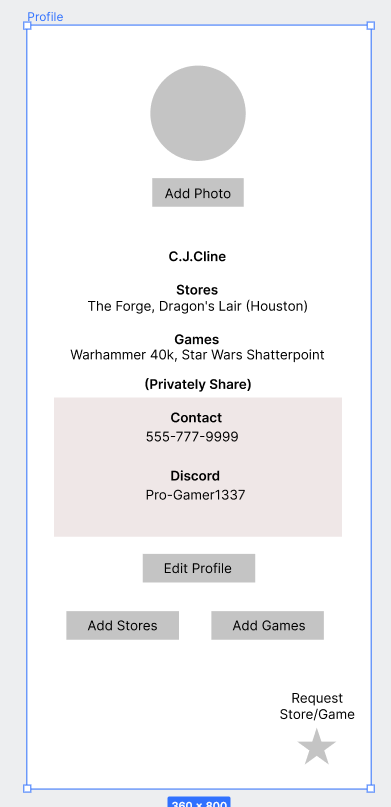 Profile
Add Photo
C.J.Cline
Stores
The Forge, Dragon's Lair (Houston)
Games
Warhammer 40k, Star Wars Shatterpoint
(Privately Share)
Contact
555-777-9999
Discord
Pro-Gamer1337
Edit Profile
Add Stores
Add Games
Request
Store/Game
360 × 800